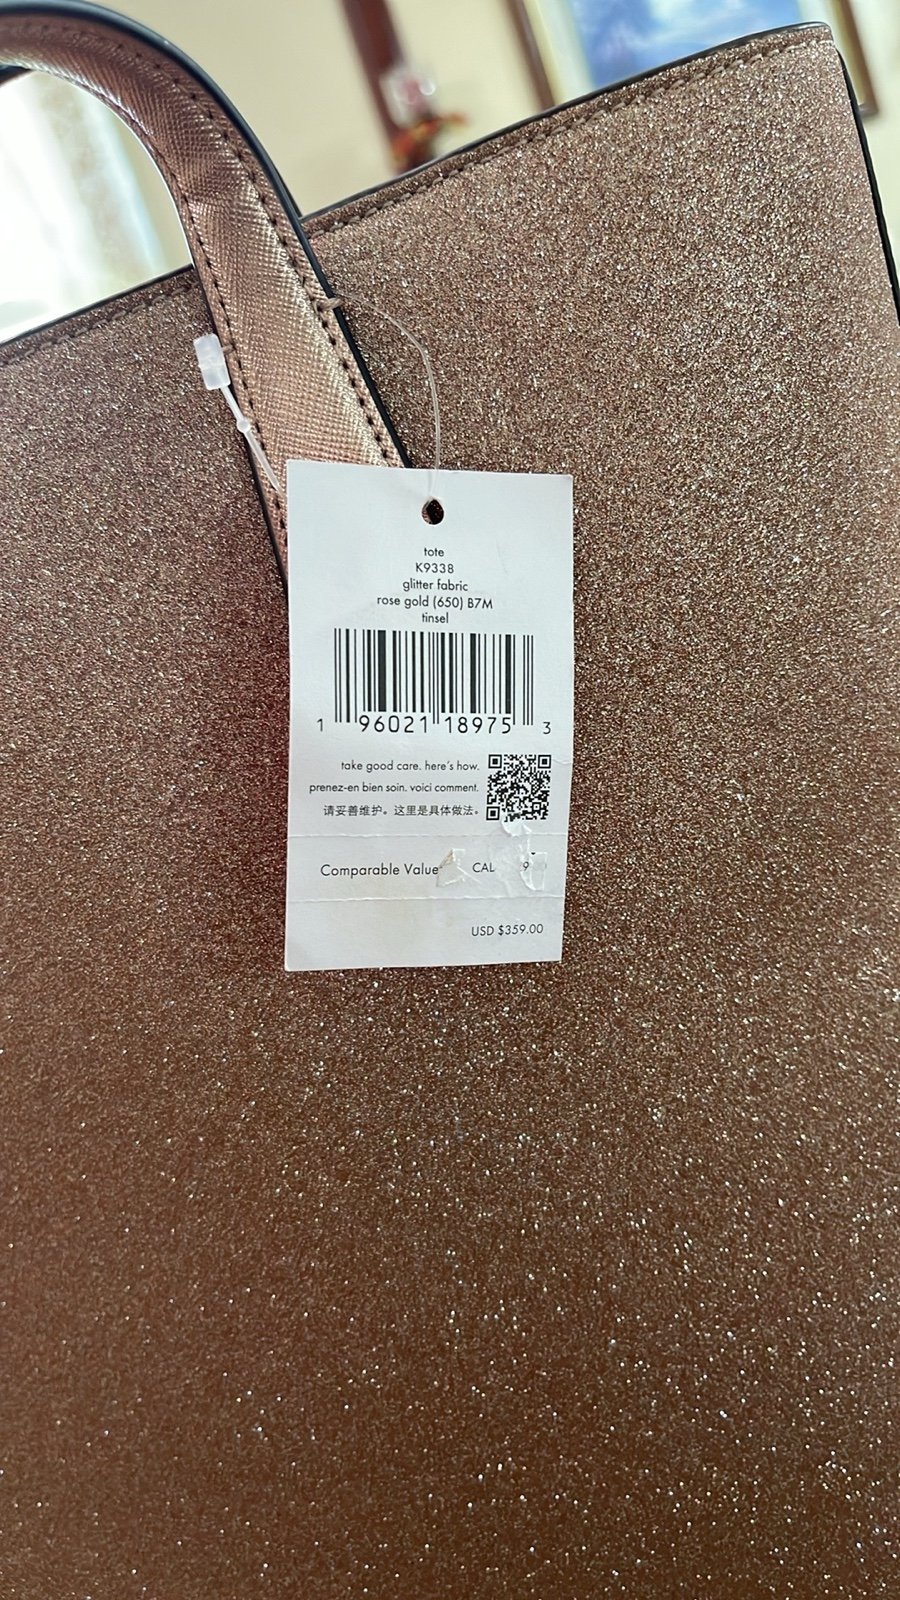 tote
K9338
glitter fabric
rose gold (650) B7M
tinsel
1 96021 18975 3
take good care. here's how.
prenez-en bien soin. voici comment.
请妥善维护。这里是具体做法。
Comparable Value
USD $359.00